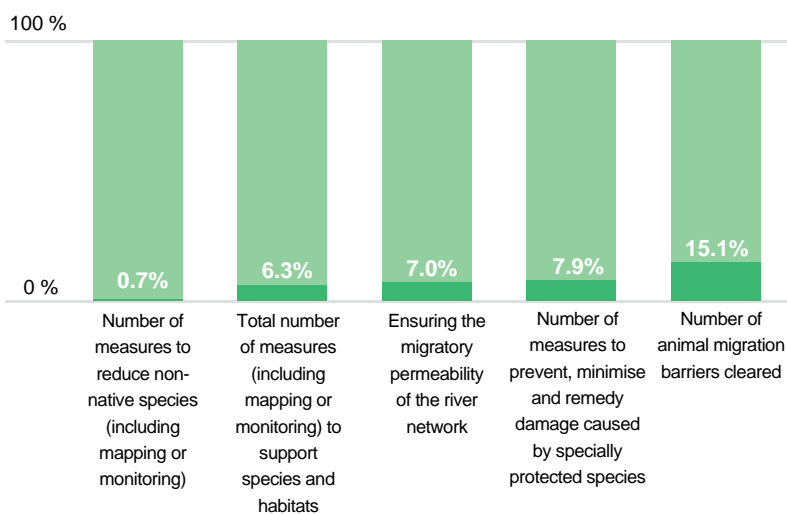 100 %
0.7%
6.3%
7.0%
7.9%
15.1%
0 %
Number of
measures to
reduce non-
native species
(including
mapping or
monitoring)
Total number
of measures
(including
mapping or
monitoring) to
support
species and
habitats
Ensuring the
migratory
permeability
of the river
network
Number of
measures to
prevent, minimise
and remedy
damage caused
by specially
protected species
Number of
animal migration
barriers cleared